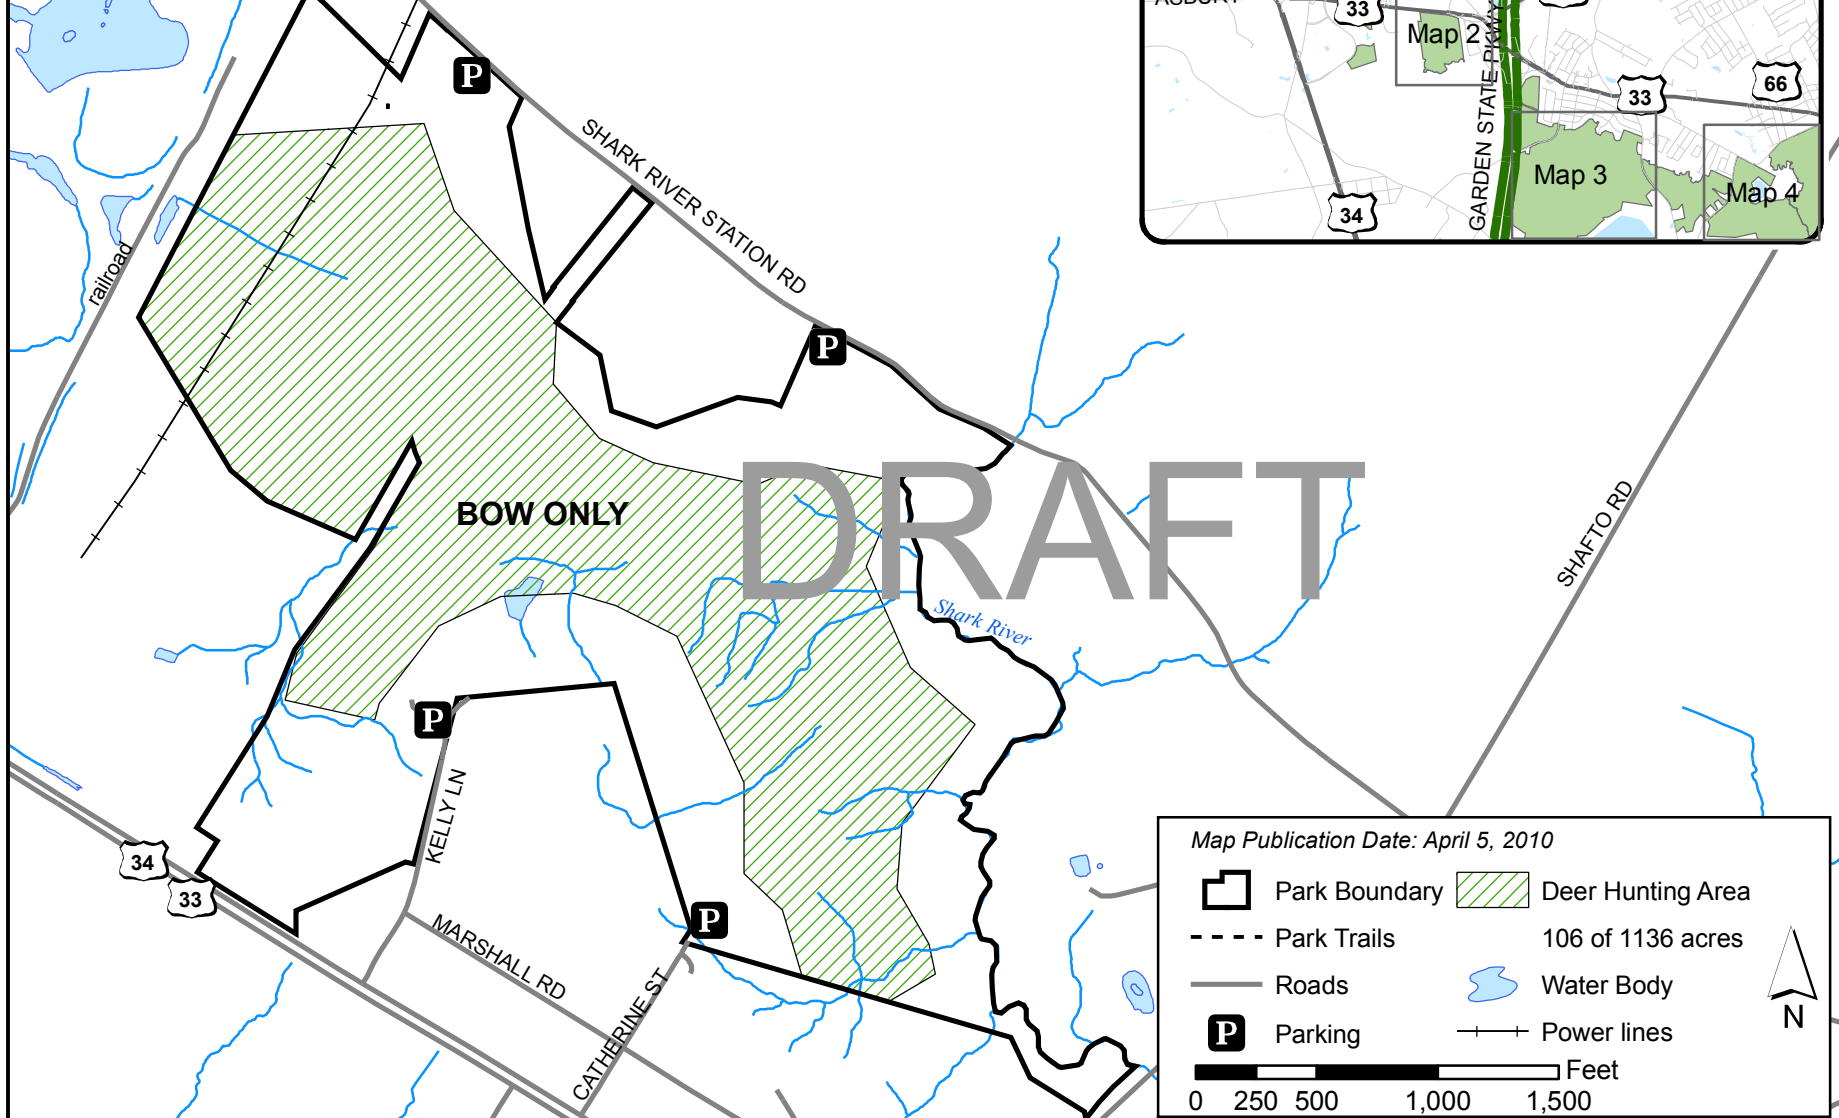 33
Map 2
GARDEN STATE PKWY
33
66
Map 3
Map 4
34
P
SHARK RIVER STATION RD
railroad
P
BOW ONLY
DRAFT
SHAFTO RD
Shark River
P
KELLY LN
34
33
P
MARSHALL RD
CATHERINE ST
Map Publication Date: April 5, 2010
Park Boundary
Deer Hunting Area
Park Trails
106 of 1136 acres
Roads
Water Body
P
Parking
Power lines
N
Feet
0 250 500 1,000 1,500